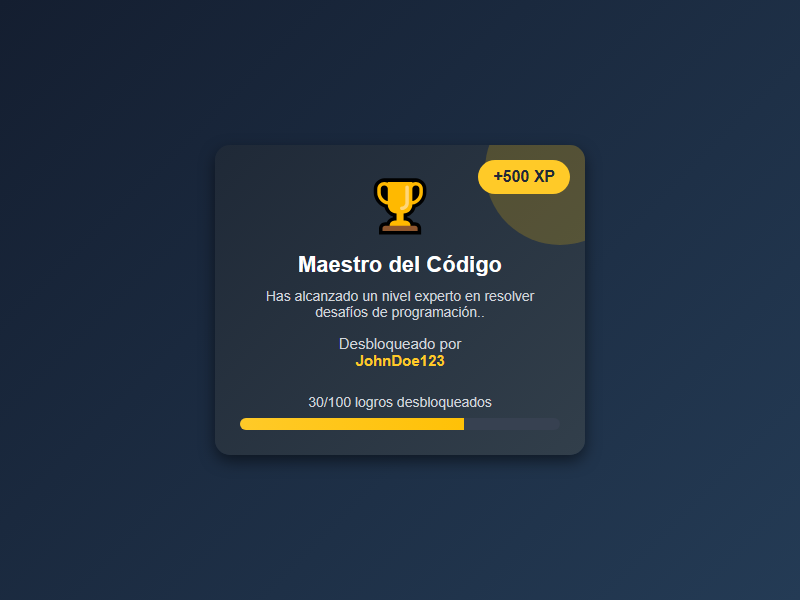 +500 XP
Maestro del Código
Has alcanzado un nivel experto en resolver
desafíos de programación..
Desbloqueado por
JohnDoe123
30/100 logros desbloqueados